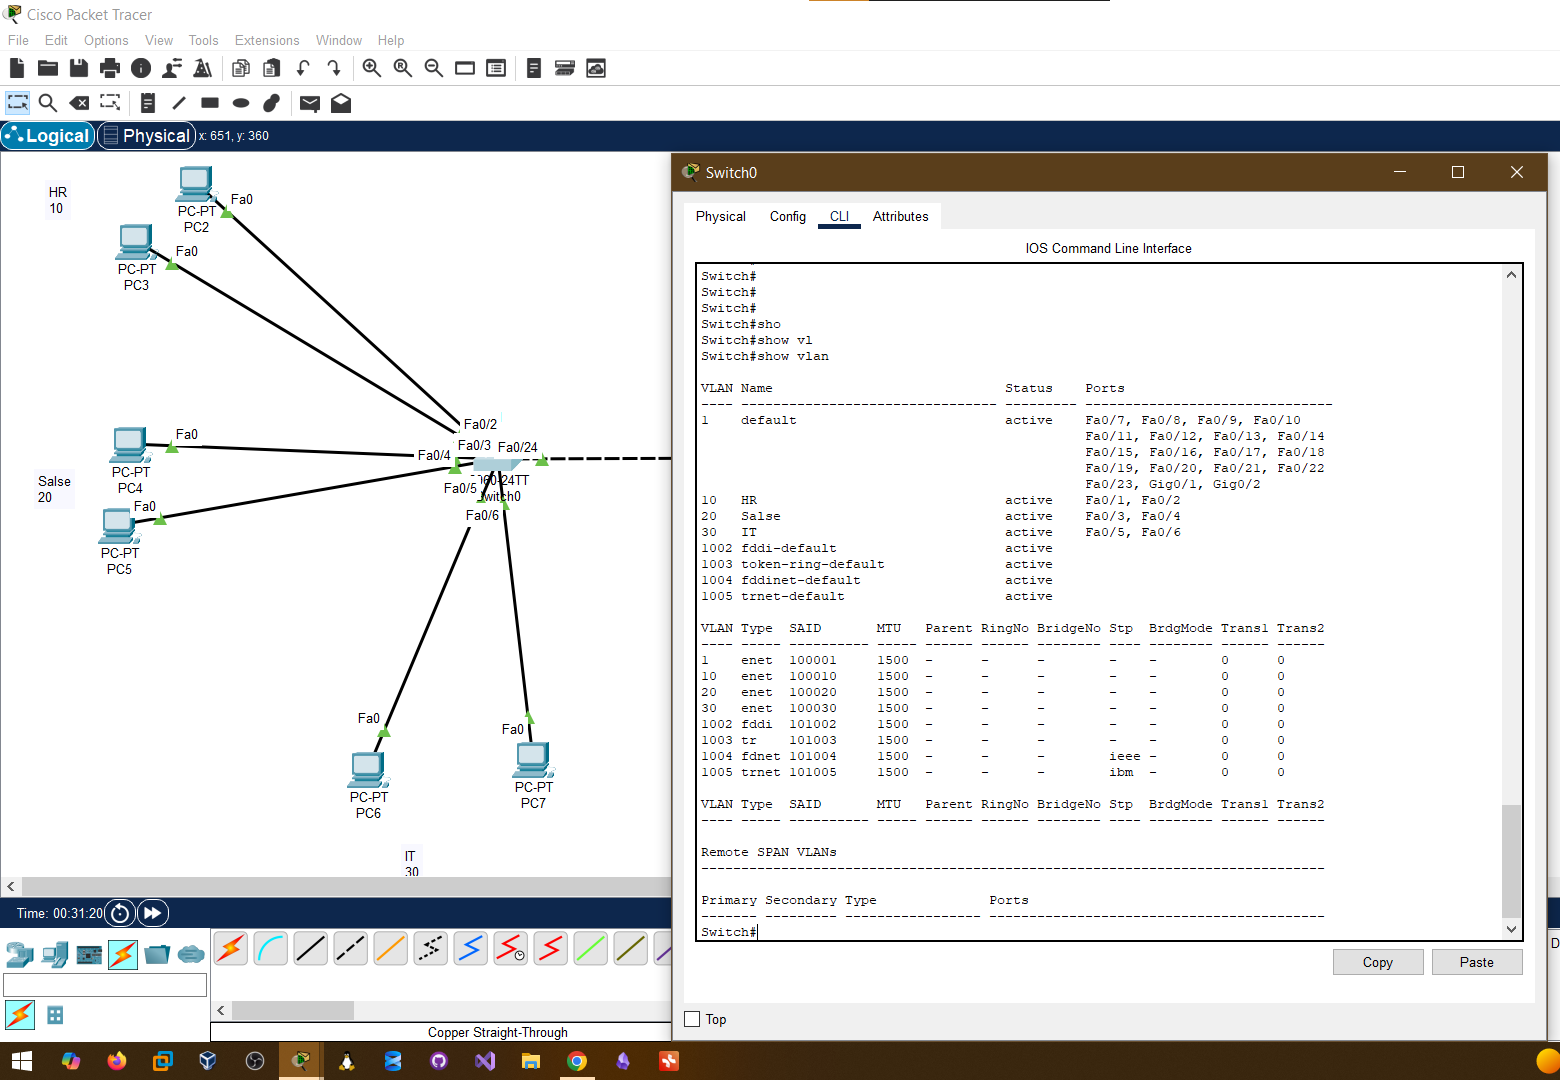 Cisco Packet Tracer
File Edit Options View Tools Extensions Window Help
Logical Physical x: 651, y: 360
HR
10
PC-PT
PC2
Fa0
PC-PT
PC3
Fa0
Salse
20
PC-PT
PC4
Fa0
PC-PT
PC5
Fa0
Fa0/2
Fa0/3 Fa0/24
Fa0/4
60-24TT
Fa0/5 witch0
Fa0/6
Fa0
PC-PT
PC6
Fa0
PC-PT
PC7
IT
30
Time: 00:31:20
Copper Straight-Through
Switch0
Physical Config CLI Attributes
IOS Command Line Interface
Switch#
Switch#
Switch#
Switch#sho
Switch#show vl
Switch#show vlan
VLAN Name Status Ports
---- -------------------------------- --------- -------------------------------
1 default active Fa0/7, Fa0/8, Fa0/9, Fa0/10
Fa0/11, Fa0/12, Fa0/13, Fa0/14
Fa0/15, Fa0/16, Fa0/17, Fa0/18
Fa0/19, Fa0/20, Fa0/21, Fa0/22
Fa0/23, Gig0/1, Gig0/2
10 HR active Fa0/1, Fa0/2
20 Salse active Fa0/3, Fa0/4
30 IT active Fa0/5, Fa0/6
1002 fddi-default active
1003 token-ring-default active
1004 fddinet-default active
1005 trnet-default active
VLAN Type SAID MTU Parent RingNo BridgeNo Stp BrdgMode Trans1 Trans2
---- ----- ---------- ----- ------ ------ -------- ---- -------- ------ ------
1 enet 100001 1500 - - - - - 0 0
10 enet 100010 1500 - - - - - 0 0
20 enet 100020 1500 - - - - - 0 0
30 enet 100030 1500 - - - - - 0 0
1002 fddi 101002 1500 - - - - - 0 0
1003 tr 101003 1500 - - - - - 0 0
1004 fdnet 101004 1500 - - - ieee - 0 0
1005 trnet 101005 1500 - - - ibm - 0 0
VLAN Type SAID MTU Parent RingNo BridgeNo Stp BrdgMode Trans1 Trans2
---- ----- ---------- ----- ------ ------ -------- ---- -------- ------ ------
Remote SPAN VLANs
------------------------------------------------------------------------------
Primary Secondary Type Ports
------- --------- ----------------- ------------------------------------------
Switch#
Copy Paste
Top
D